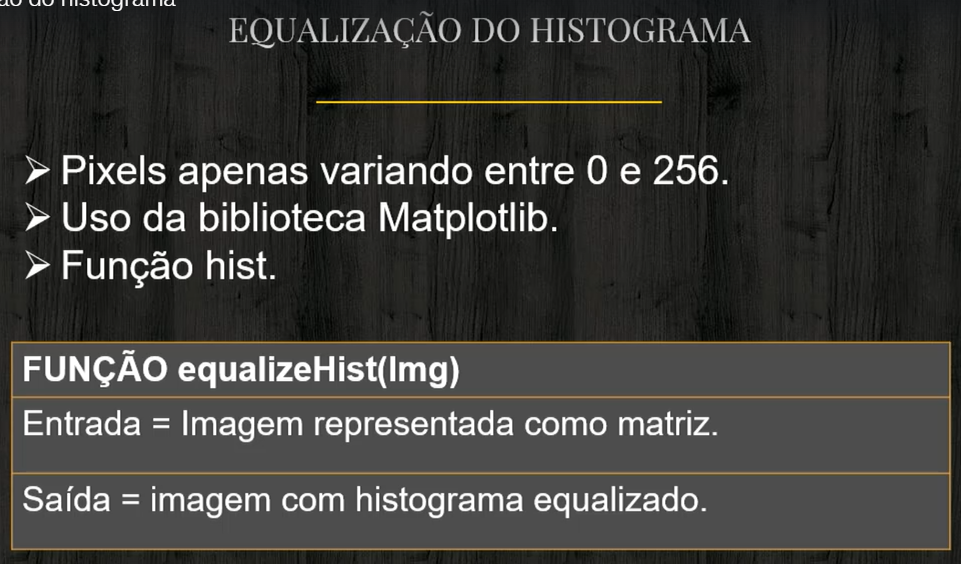 do histograma
EQUALIZAÇÃO DO HISTOGRAMA
➢ Pixels apenas variando entre 0 e 256.
➢ Uso da biblioteca Matplotlib.
➢ Função hist.
FUNÇÃO equalizeHist(Img)
Entrada = Imagem representada como matriz.
Saída = imagem com histograma equalizado.